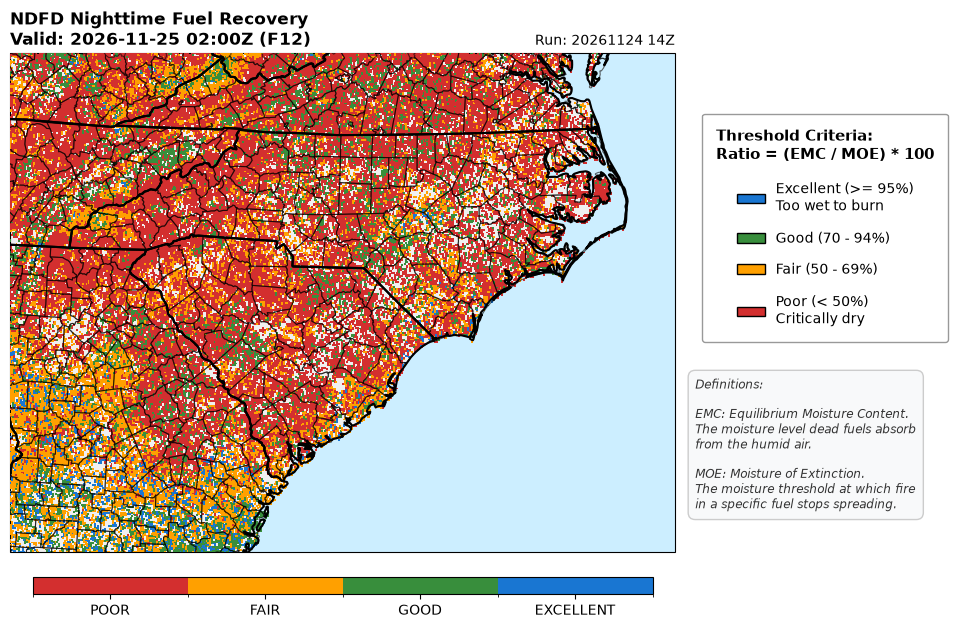 NDFD Nighttime Fuel Recovery
Valid: 2026-11-25 02:00Z (F12)
Run: 20261124 14Z
Threshold Criteria:
Ratio = (EMC / MOE) * 100
Excellent (>= 95%)
Too wet to burn
Good (70 - 94%)
Fair (50 - 69%)
Poor (< 50%)
Critically dry
Definitions:
EMC: Equilibrium Moisture Content.
The moisture level dead fuels absorb
from the humid air.
MOE: Moisture of Extinction.
The moisture threshold at which fire
in a specific fuel stops spreading.
POOR
FAIR
GOOD
EXCELLENT